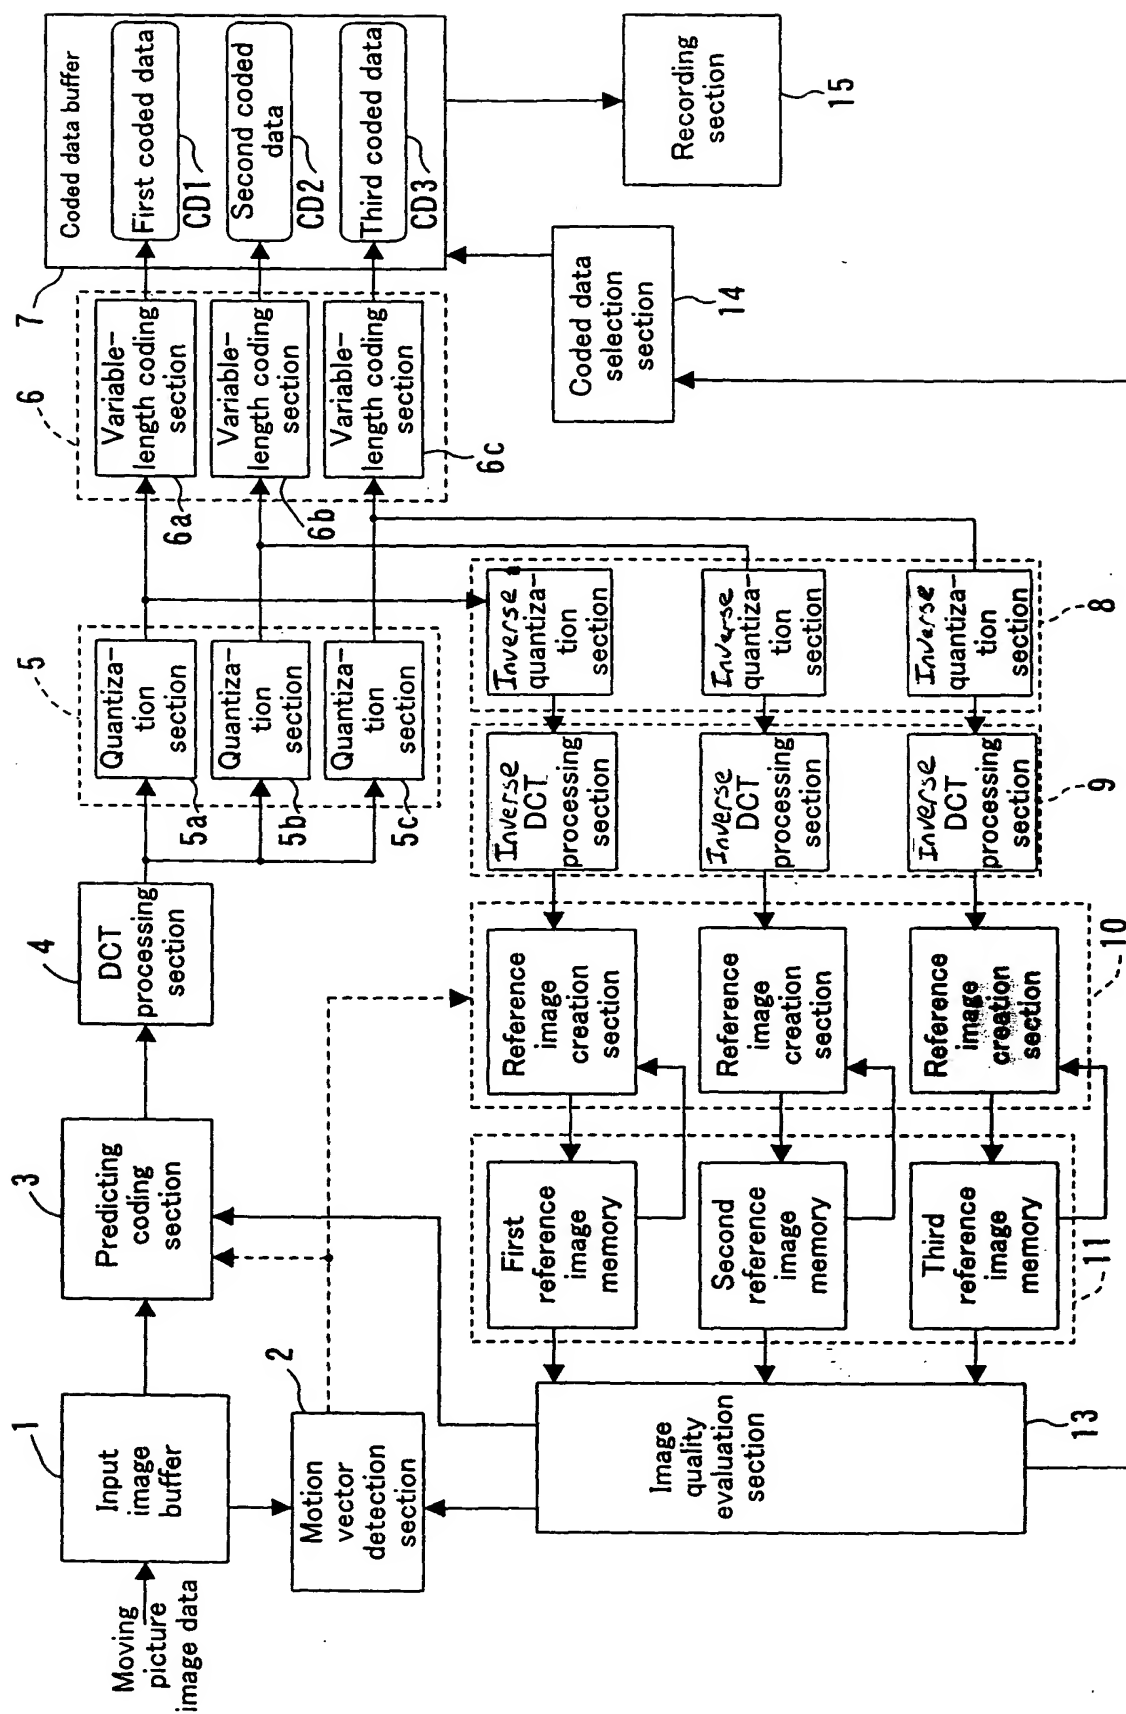 Moving
picture
image data
1
Input
image
buffer
2
Motion
vector
detection
section
3
Predicting
coding
section
4
DCT
processing
section
5
Quantiza-
tion
section
5a
Quantiza-
tion
section
5b
Quantiza-
tion
section
5c
6
Variable-
length coding
section
6a
Variable-
length coding
section
6b
Variable-
length coding
section
6c
7
Coded data buffer
First coded data
CD1
Second coded
data
CD2
Third coded data
CD3
Inverse
quantiza-
tion
section
Inverse
quantiza-
tion
section
Inverse
quantiza-
tion
section
8
Inverse
DCT
processing
section
Inverse
DCT
processing
section
Inverse
DCT
processing
section
9
Reference
image
creation
section
Reference
image
creation
section
Reference
image
creation
section
10
First
reference
image
memory
Second
reference
image
memory
Third
reference
image
memory
11
Image
quality
evaluation
section
13
Coded data
selection
section
14
Recording
section
15